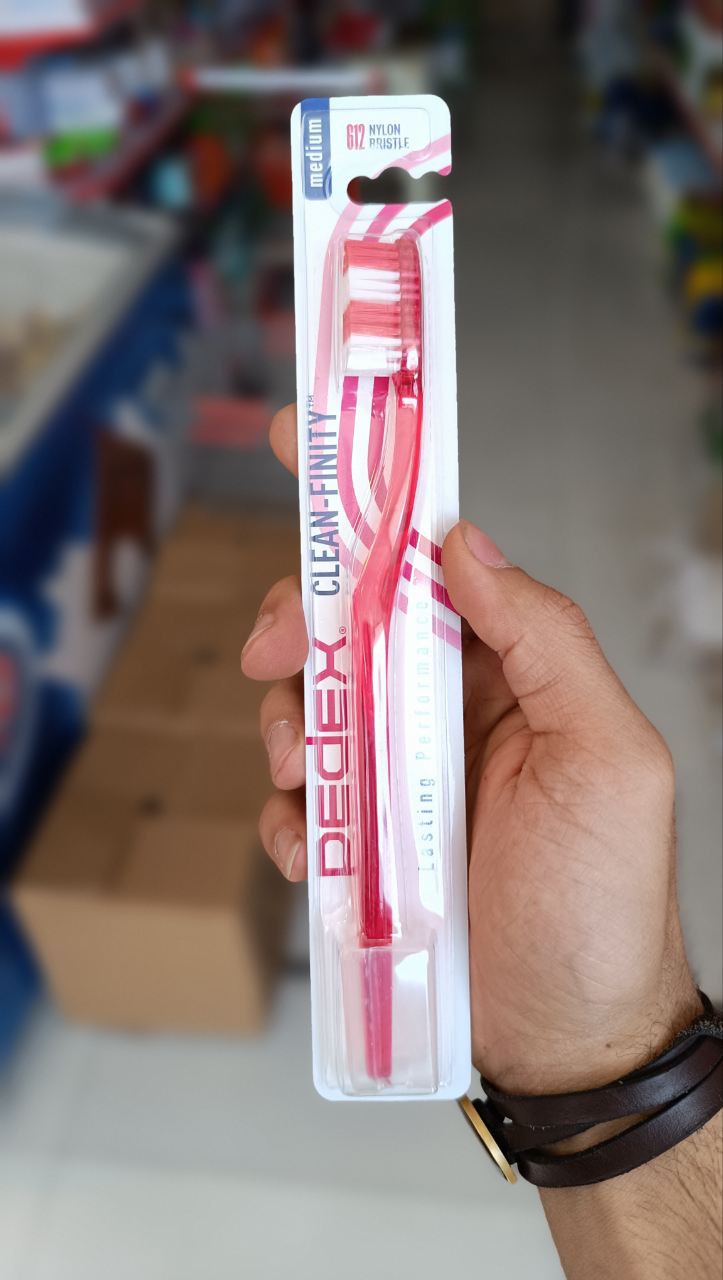 medium
612 NYLON
BRISTLE
CLEAN-FINITY™
DEDEX®
Lasting Performance